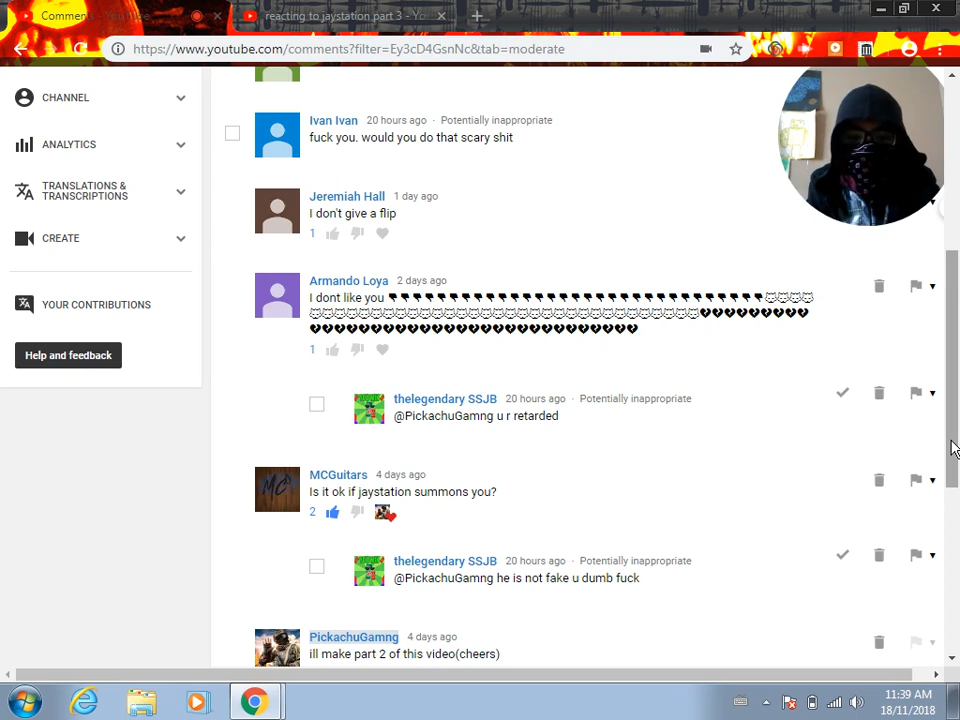 Comments - YouTube
reacting to jaystation part 3 - Yo
https://www.youtube.com/comments?filter=Ey3cD4GsnNc&tab=moderate
CHANNEL
ANALYTICS
TRANSLATIONS &
TRANSCRIPTIONS
CREATE
YOUR CONTRIBUTIONS
Help and feedback
Ivan Ivan 20 hours ago · Potentially inappropriate
fuck you. would you do that scary shit
Jeremiah Hall 1 day ago
I don't give a flip
1
Armando Loya 2 days ago
I dont like you
1
thelegendary SSJB 20 hours ago · Potentially inappropriate
@PickachuGamng u r retarded
MCGuitars 4 days ago
Is it ok if jaystation summons you?
2
thelegendary SSJB 20 hours ago · Potentially inappropriate
@PickachuGamng he is not fake u dumb fuck
PickachuGamng 4 days ago
ill make part 2 of this video(cheers)
11:39 AM
18/11/2018